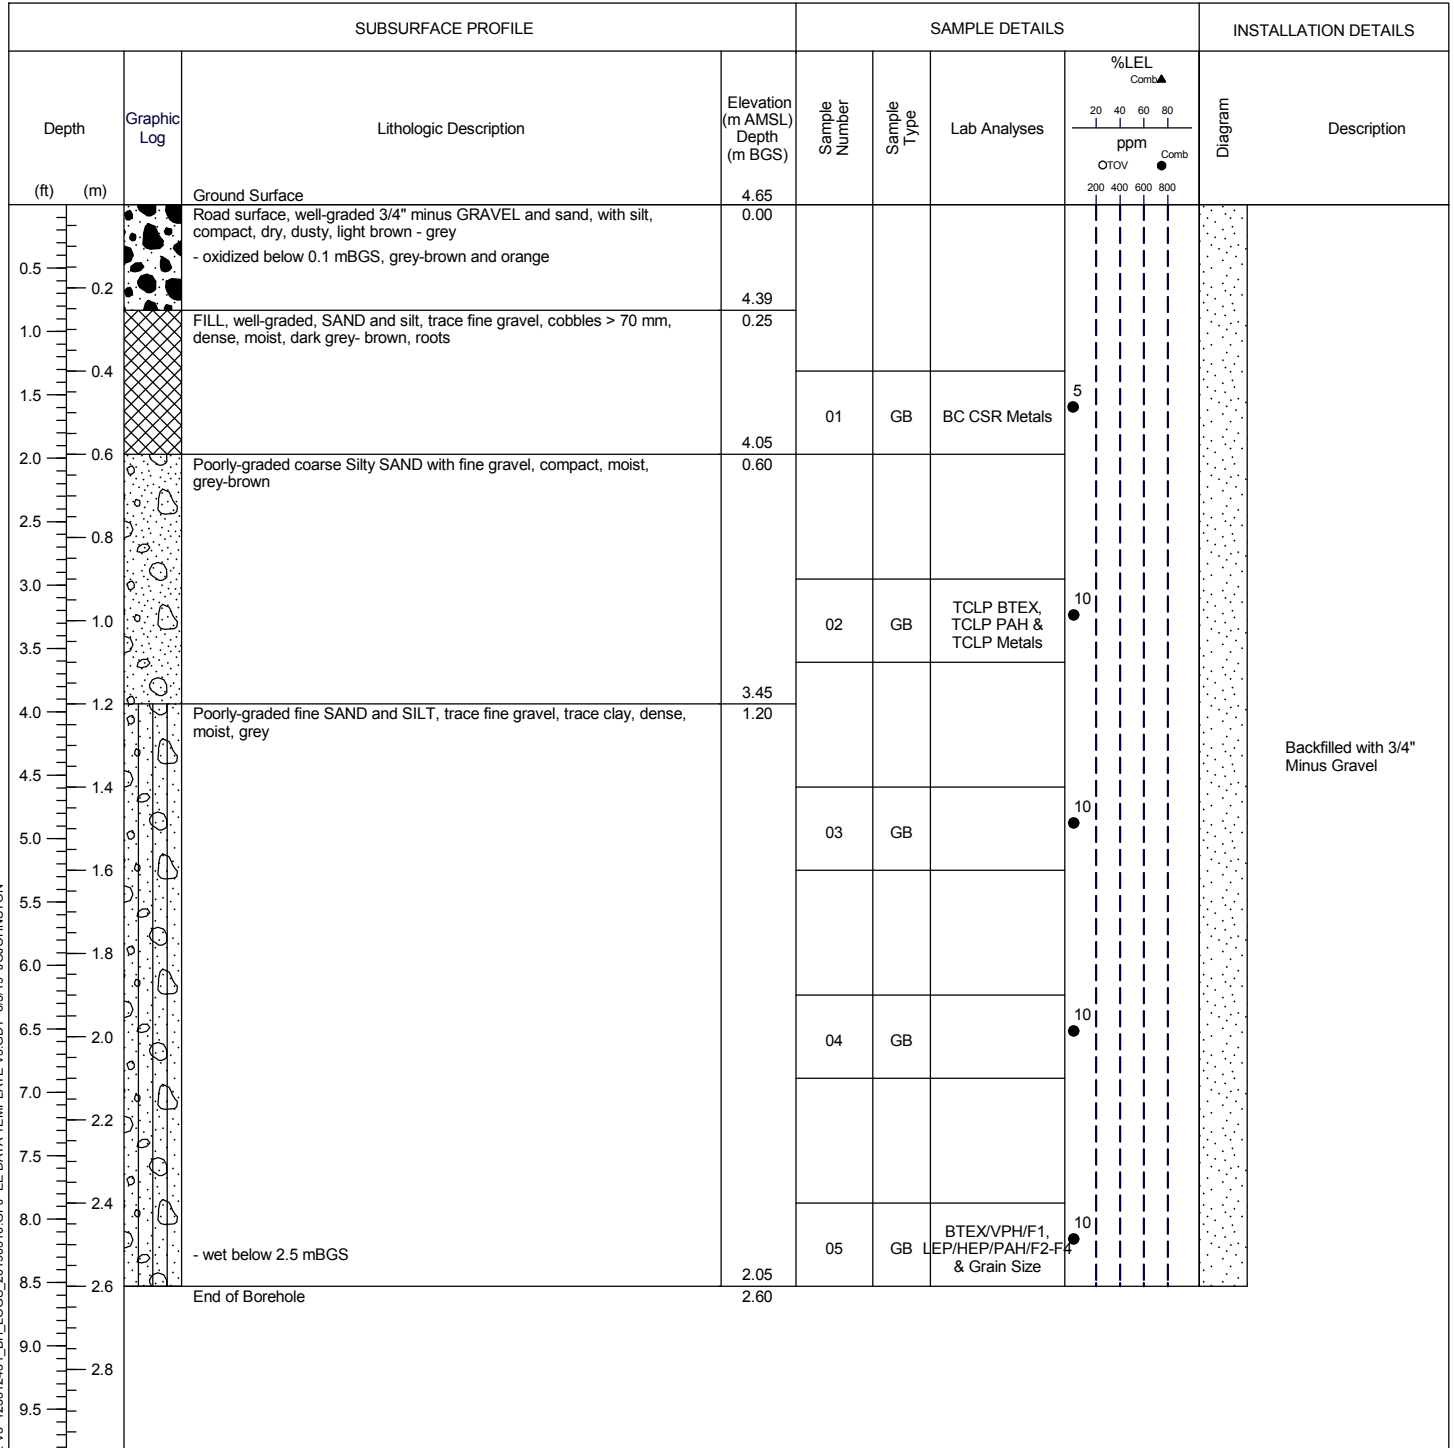 SUBSURFACE PROFILE
SAMPLE DETAILS
INSTALLATION DETAILS
Depth
Graphic
Log
Lithologic Description
Elevation
(m AMSL)
Depth
(m BGS)
Sample
Number
Sample
Type
Lab Analyses
%LEL
Comb
20 40 60 80
ppm
TOV
Comb
200 400 600 800
Diagram
Description
(ft) (m)
Ground Surface
4.65
Road surface, well-graded 3/4" minus GRAVEL and sand, with silt,
compact, dry, dusty, light brown - grey
0.00
- oxidized below 0.1 mBGS, grey-brown and orange
4.39
FILL, well-graded, SAND and silt, trace fine gravel, cobbles > 70 mm,
dense, moist, dark grey- brown, roots
0.25
4.05
Poorly-graded coarse Silty SAND with fine gravel, compact, moist,
grey-brown
0.60
3.45
Poorly-graded fine SAND and SILT, trace fine gravel, trace clay, dense,
moist, grey
1.20
- wet below 2.5 mBGS
2.05
End of Borehole
2.60
0.5
1.0
1.5
2.0
2.5
3.0
3.5
4.0
4.5
5.0
5.5
6.0
6.5
7.0
7.5
8.0
8.5
9.0
9.5
0.2
0.4
0.6
0.8
1.0
1.2
1.4
1.6
1.8
2.0
2.2
2.4
2.6
2.8
01 GB BC CSR Metals
5
02 GB
TCLP BTEX,
TCLP PAH &
TCLP Metals
10
03 GB
10
04 GB
10
05 GB
BTEX/VPH/F1,
LEP/HEP/PAH/F2-F4
& Grain Size
10
Backfilled with 3/4"
Minus Gravel